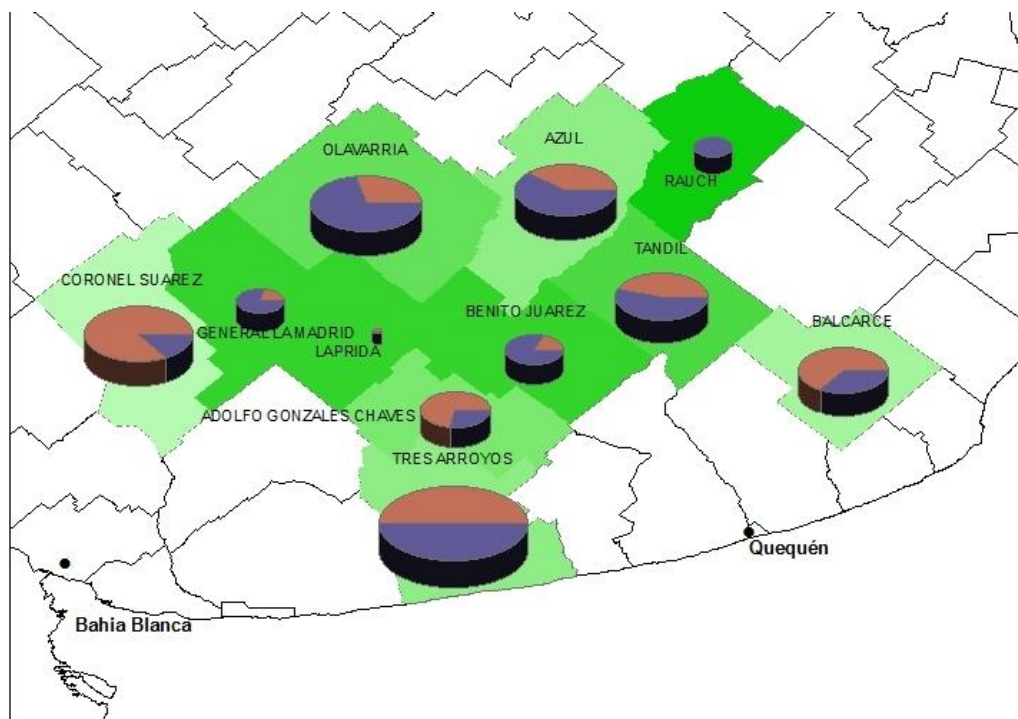 AZUL
OLAVARRIA
RAUCH
TANDIL
CORONEL SUAREZ
BENITO JUAREZ
BALCARCE
GENERAL LAMADRID
LAPRIDA
ADOLFO GONZALES CHAVES
TRES ARROYOS
Quequén
Bahia Blanca